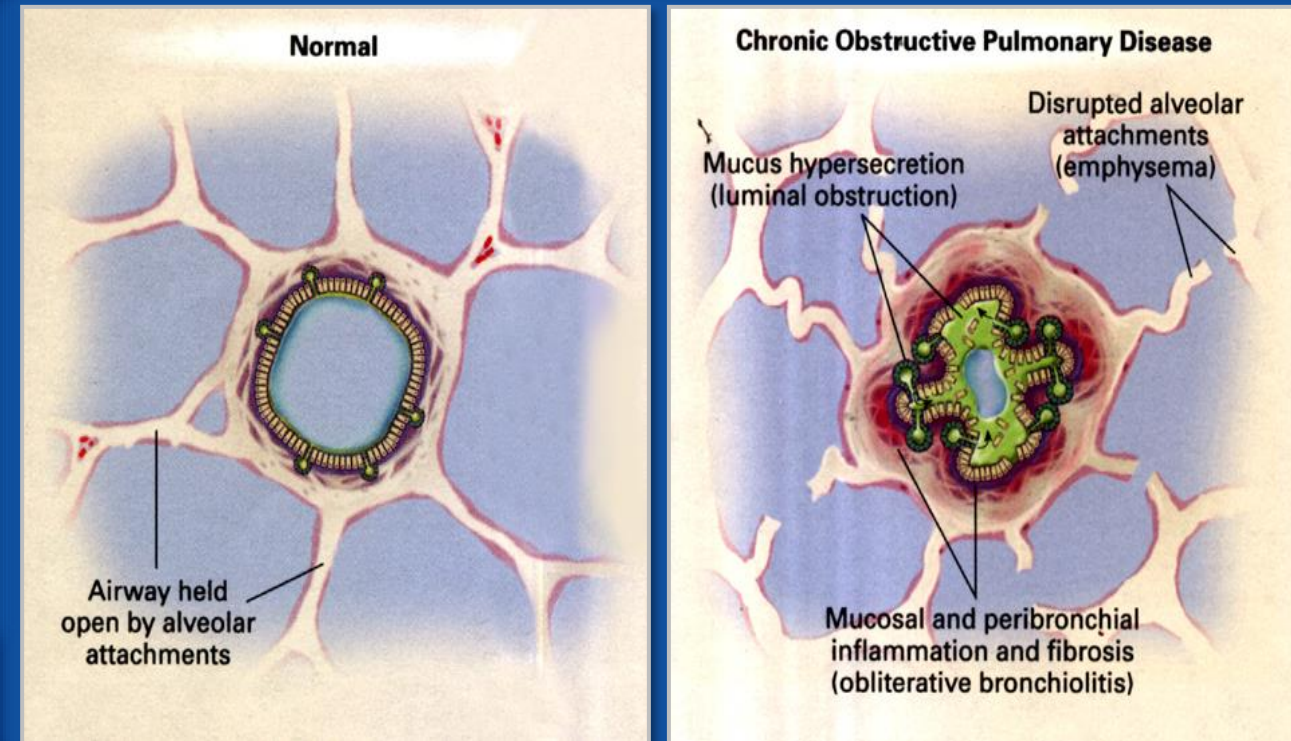 Normal
Airway held
open by alveolar
attachments
Chronic Obstructive Pulmonary Disease
Disrupted alveolar
attachments
(emphysema)
Mucus hypersecretion
(luminal obstruction)
Mucosal and peribronchial
inflammation and fibrosis
(obliterative bronchiolitis)